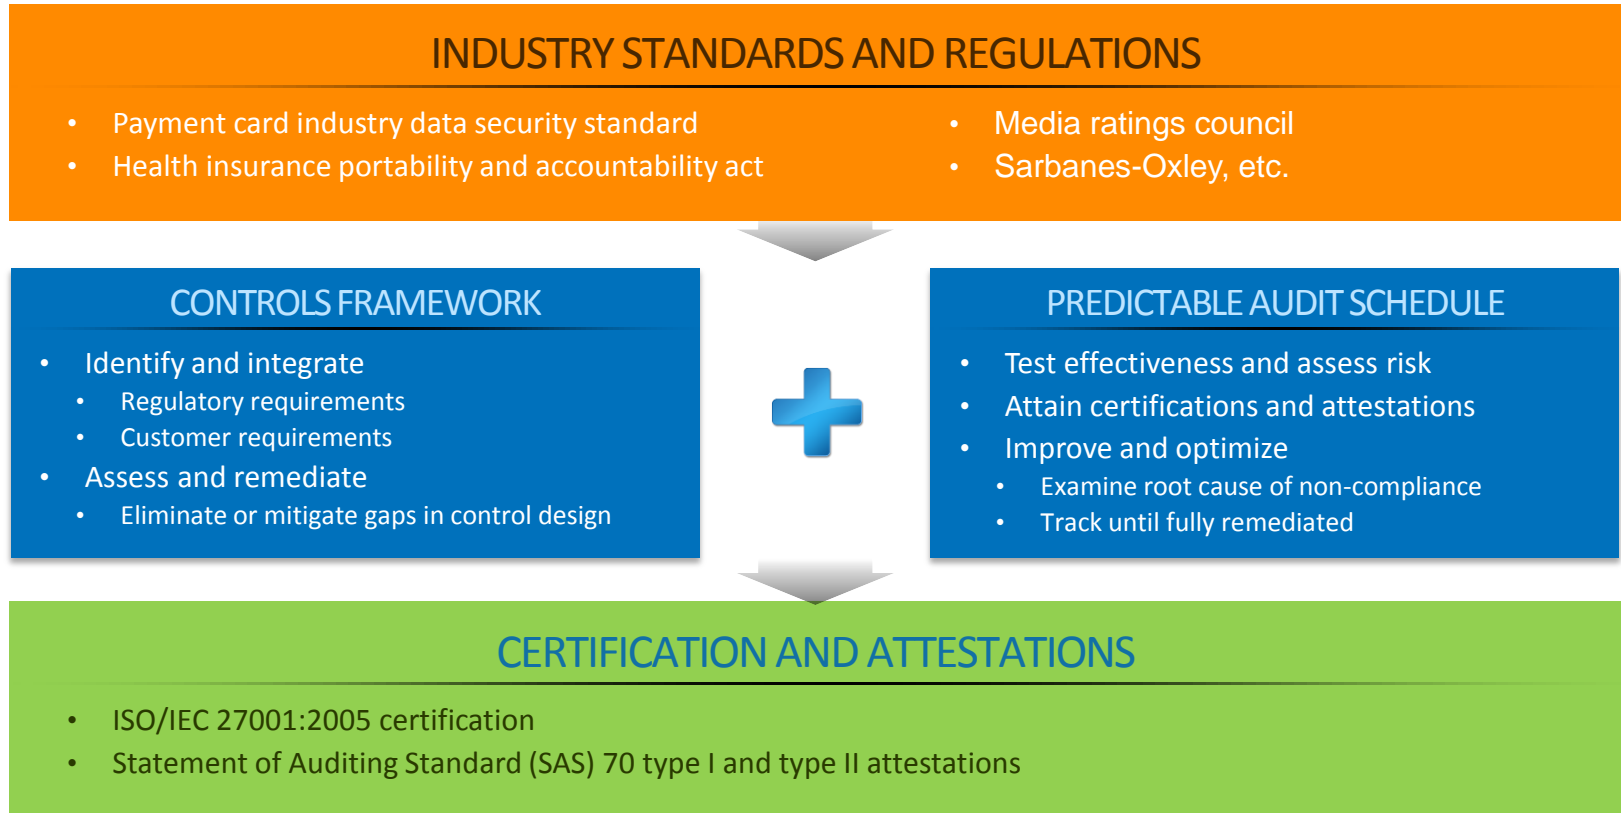 INDUSTRY STANDARDS AND REGULATIONS
• Payment card industry data security standard
• Health insurance portability and accountability act
• Media ratings council
• Sarbanes-Oxley, etc.
CONTROLS FRAMEWORK
• Identify and integrate
• Regulatory requirements
• Customer requirements
• Assess and remediate
• Eliminate or mitigate gaps in control design
PREDICTABLE AUDIT SCHEDULE
• Test effectiveness and assess risk
• Attain certifications and attestations
• Improve and optimize
• Examine root cause of non-compliance
• Track until fully remediated
CERTIFICATION AND ATTESTATIONS
• ISO/IEC 27001:2005 certification
• Statement of Auditing Standard (SAS) 70 type I and type II attestations